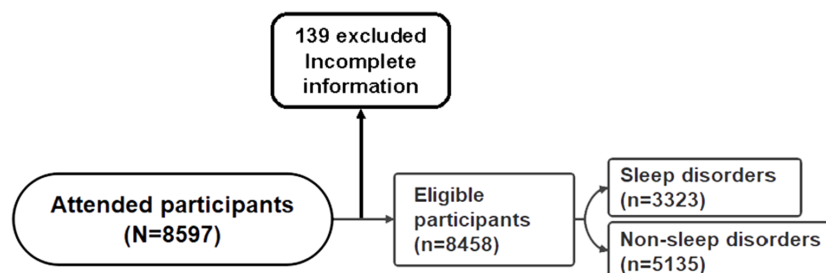 139 excluded
Incomplete
information
Attended participants
(N=8597)
Eligible
participants
(n=8458)
Sleep disorders
(n=3323)
Non-sleep disorders
(n=5135)